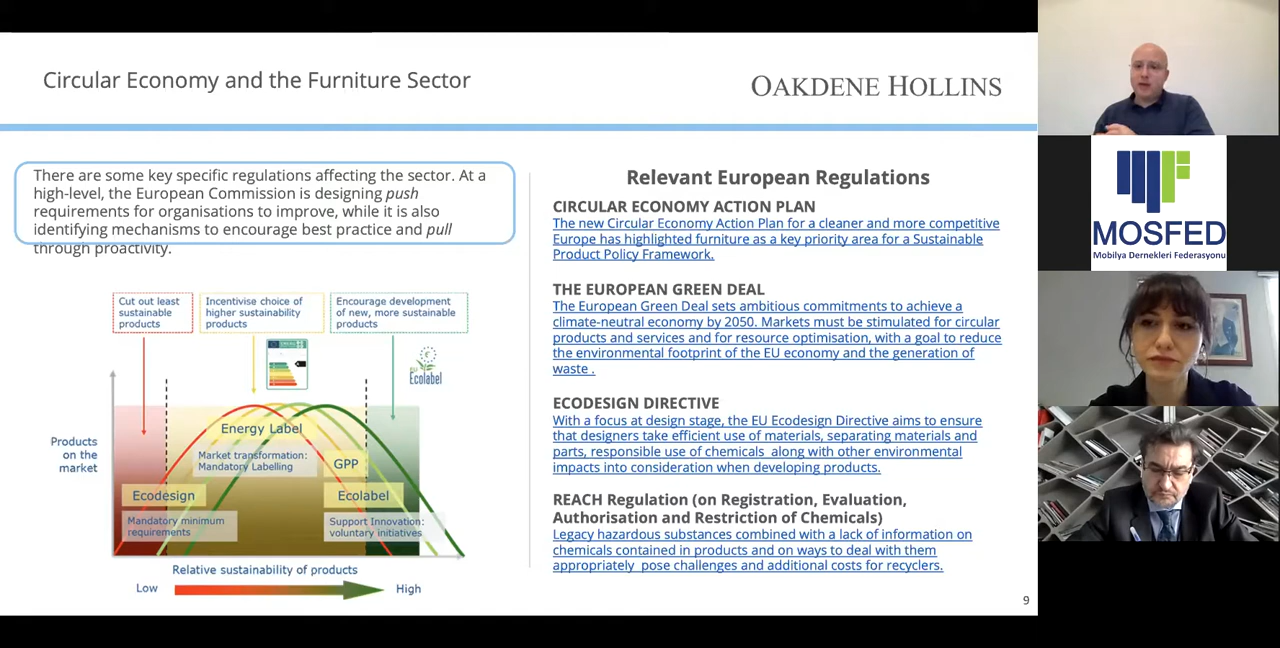 Circular Economy and the Furniture Sector
OAKDENE HOLLINS
There are some key specific regulations affecting the sector. At a
high-level, the European Commission is designing push
requirements for organisations to improve, while it is also
identifying mechanisms to encourage best practice and pull
through proactivity.
Cut out least
sustainable
products
Incentivise choice of
higher sustainability
products
Encourage development
of new, more sustainable
products
EU
Ecolabel
Products
on the
market
Energy Label
Market transformation:
Mandatory Labelling
GPP
Ecodesign
Ecolabel
Mandatory minimum
requirements
Support Innovation:
voluntary initiatives
Relative sustainability of products
Low
High
Relevant European Regulations
CIRCULAR ECONOMY ACTION PLAN
The new Circular Economy Action Plan for a cleaner and more competitive
Europe has highlighted furniture as a key priority area for a Sustainable
Product Policy Framework.
THE EUROPEAN GREEN DEAL
The European Green Deal sets ambitious commitments to achieve a
climate-neutral economy by 2050. Markets must be stimulated for circular
products and services and for resource optimisation, with a goal to reduce
the environmental footprint of the EU economy and the generation of
waste .
ECODESIGN DIRECTIVE
With a focus at design stage, the EU Ecodesign Directive aims to ensure
that designers take efficient use of materials, separating materials and
parts, responsible use of chemicals along with other environmental
impacts into consideration when developing products.
REACH Regulation (on Registration, Evaluation,
Authorisation and Restriction of Chemicals)
Legacy hazardous substances combined with a lack of information on
chemicals contained in products and on ways to deal with them
appropriately pose challenges and additional costs for recyclers.
9
MOSFED
Mobilya Dernekleri Federasyonu